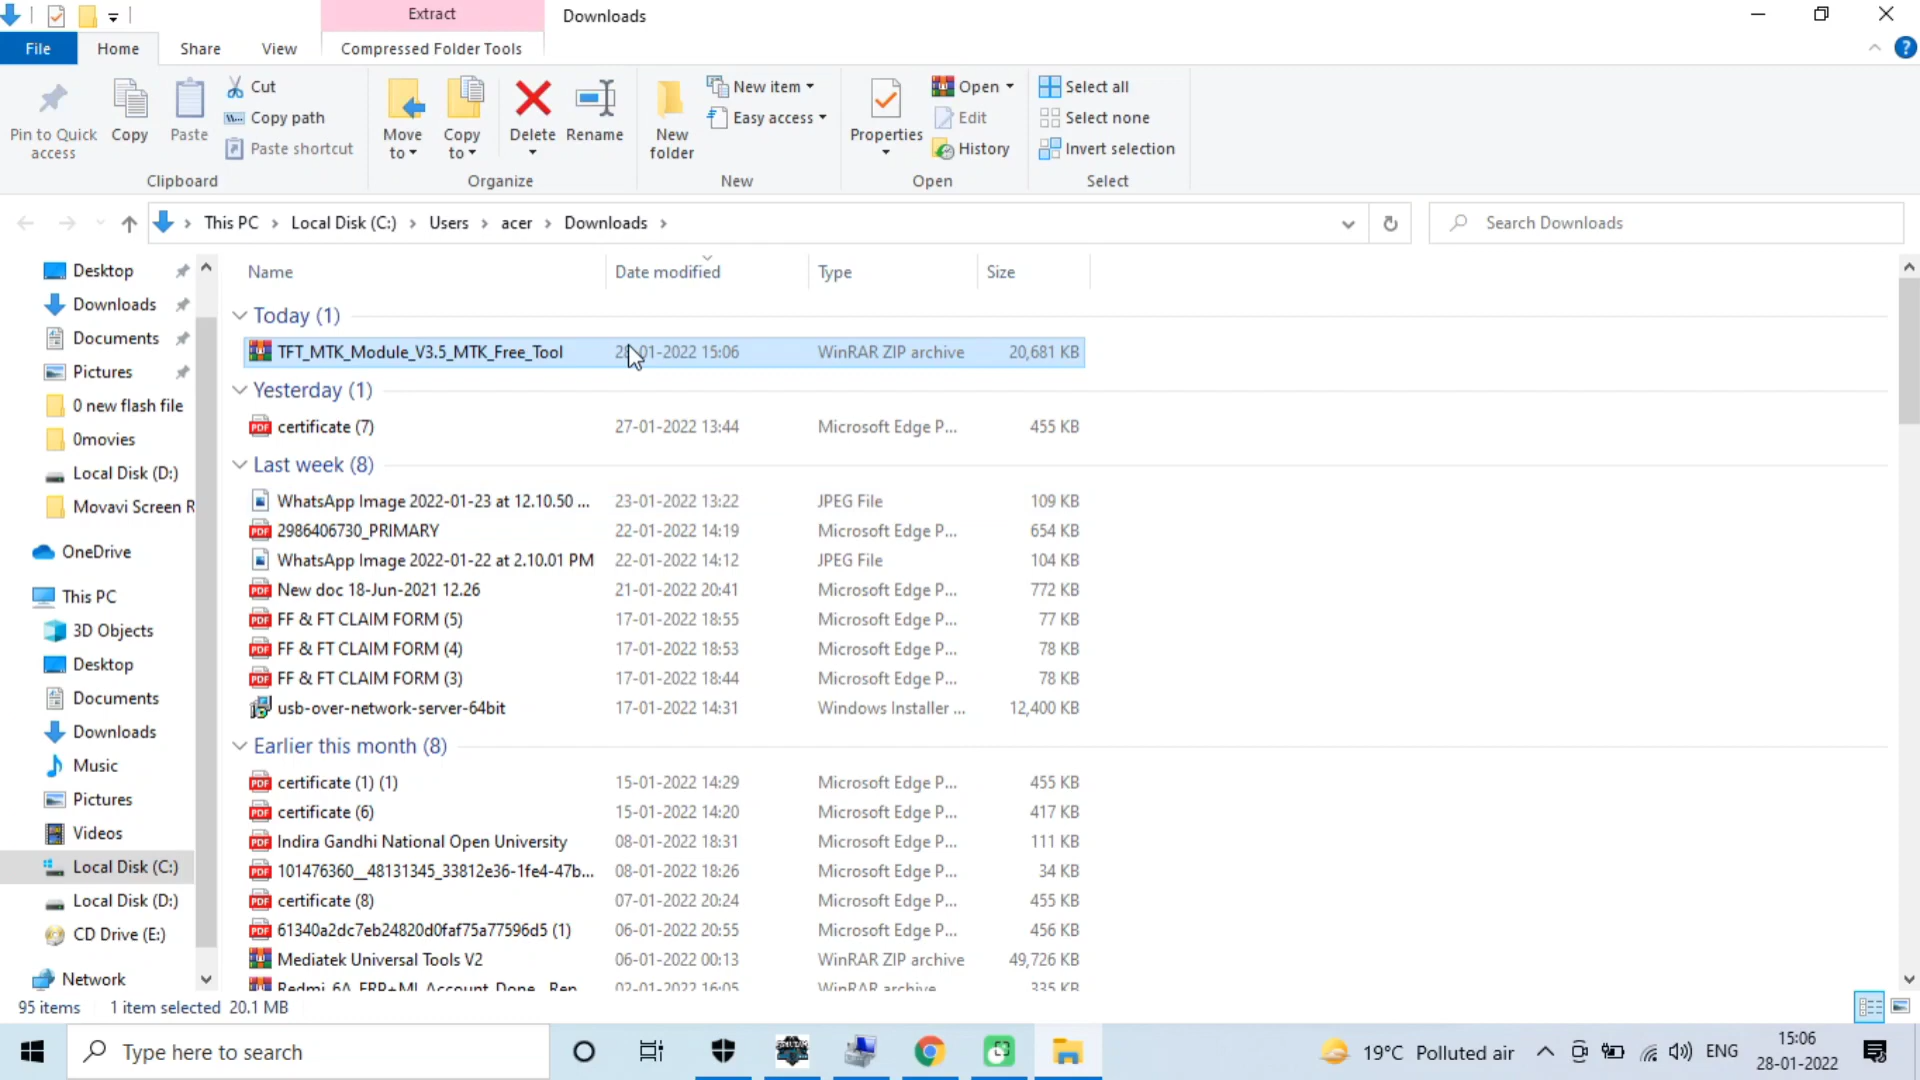 Extract
Downloads
File
Home
Share
View
Compressed Folder Tools
Pin to Quick access
Copy
Paste
Cut
Copy path
Paste shortcut
Clipboard
Move to
Copy to
Delete
Rename
Organize
New folder
New item
Easy access
New
Properties
Open
Edit
History
Open
Select all
Select none
Invert selection
Select
This PC > Local Disk (C:) > Users > acer > Downloads >
Search Downloads
Desktop
Downloads
Documents
Pictures
0 new flash file
0movies
Local Disk (D:)
Movavi Screen R
OneDrive
This PC
3D Objects
Desktop
Documents
Downloads
Music
Pictures
Videos
Local Disk (C:)
Local Disk (D:)
CD Drive (E:)
Network
Name Date modified Type Size
Today (1)
TFT_MTK_Module_V3.5_MTK_Free_Tool 28-01-2022 15:06 WinRAR ZIP archive 20,681 KB
Yesterday (1)
certificate (7) 27-01-2022 13:44 Microsoft Edge P... 455 KB
Last week (8)
WhatsApp Image 2022-01-23 at 12.10.50 ... 23-01-2022 13:22 JPEG File 109 KB
2986406730_PRIMARY 22-01-2022 14:19 Microsoft Edge P... 654 KB
WhatsApp Image 2022-01-22 at 2.10.01 PM 22-01-2022 14:12 JPEG File 104 KB
New doc 18-Jun-2021 12.26 21-01-2022 20:41 Microsoft Edge P... 772 KB
FF & FT CLAIM FORM (5) 17-01-2022 18:55 Microsoft Edge P... 77 KB
FF & FT CLAIM FORM (4) 17-01-2022 18:53 Microsoft Edge P... 78 KB
FF & FT CLAIM FORM (3) 17-01-2022 18:44 Microsoft Edge P... 78 KB
usb-over-network-server-64bit 17-01-2022 14:31 Windows Installer ... 12,400 KB
Earlier this month (8)
certificate (1) (1) 15-01-2022 14:29 Microsoft Edge P... 455 KB
certificate (6) 15-01-2022 14:20 Microsoft Edge P... 417 KB
Indira Gandhi National Open University 08-01-2022 18:31 Microsoft Edge P... 111 KB
101476360__48131345_33812e36-1fe4-47b... 08-01-2022 18:26 Microsoft Edge P... 34 KB
certificate (8) 07-01-2022 20:24 Microsoft Edge P... 455 KB
61340a2dc7eb24820d0faf75a77596d5 (1) 06-01-2022 20:55 Microsoft Edge P... 456 KB
Mediatek Universal Tools V2 06-01-2022 00:13 WinRAR ZIP archive 49,726 KB
Redmi_6A_FRP+MI_Account_Done_ 02-01-2022 16:05 WinRAR archive 335 KB
95 items 1 item selected 20.1 MB
Type here to search
19°C Polluted air
ENG
15:06
28-01-2022